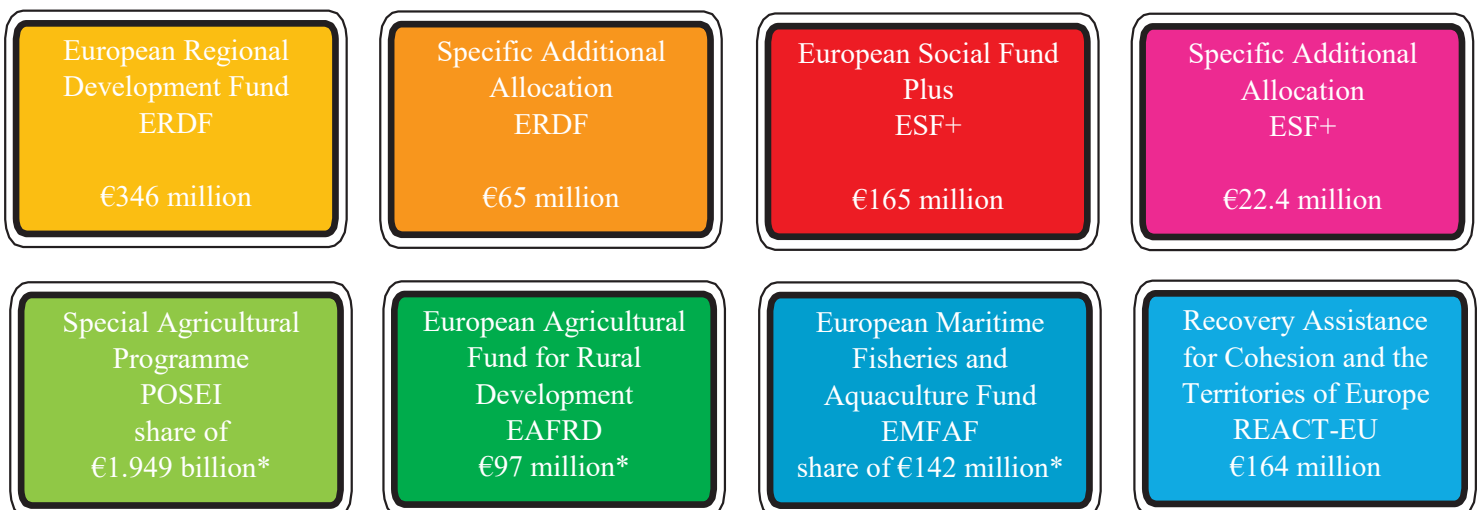 European Regional
Development Fund
ERDF
€346 million
Specific Additional
Allocation
ERDF
€65 million
European Social Fund
Plus
ESF+
€165 million
Specific Additional
Allocation
ESF+
€22.4 million
Special Agricultural
Programme
POSEI
share of
€1.949 billion*
European Agricultural
Fund for Rural
Development
EAFRD
€97 million*
European Maritime
Fisheries and
Aquaculture Fund
EMFAF
share of €142 million*
Recovery Assistance
for Cohesion and the
Territories of Europe
REACT-EU
€164 million